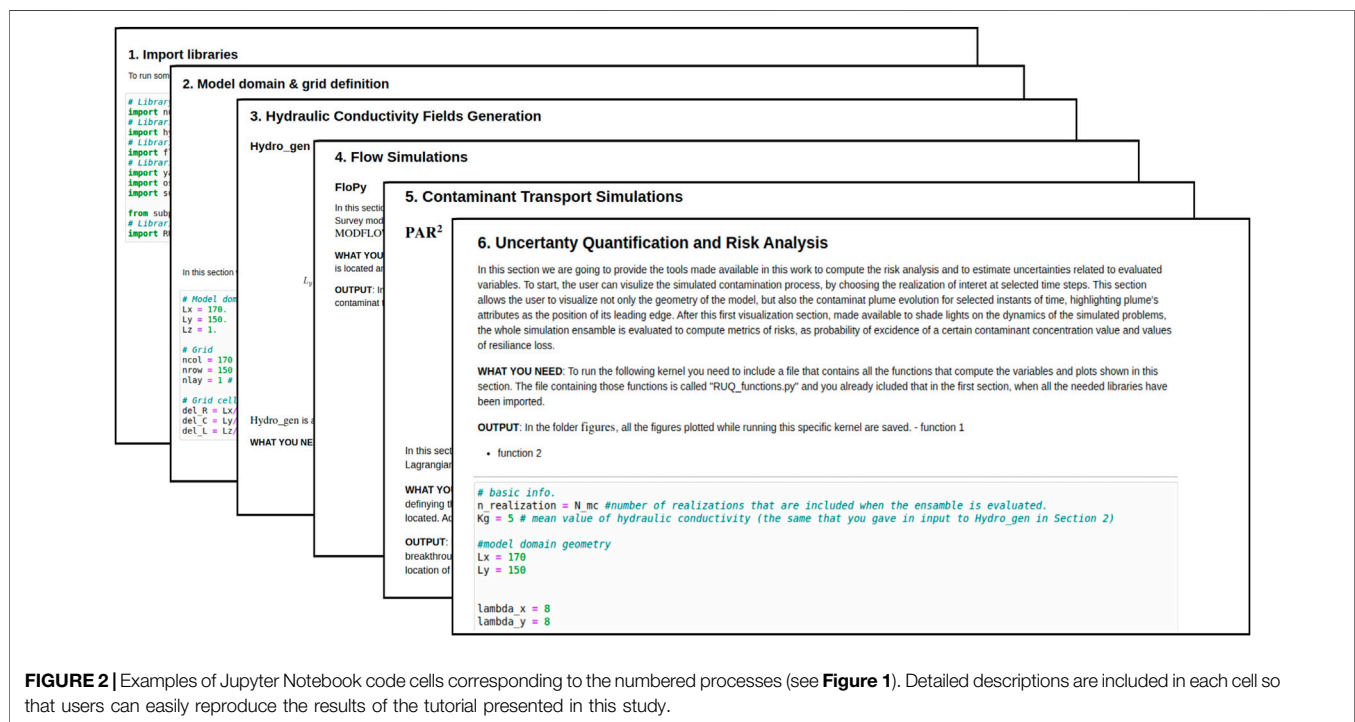 1. Import libraries
To run som
# Librar
import n
# Librar
import hy
# Librar
import f
# Librar
import ya
import os
import su
from subp
# Librar
import RU
2. Model domain & grid definition
In this section
# Model dom
Lx = 170.
Ly = 150.
Lz = 1.
# Grid
ncol = 170
nrow = 150
nlay = 1 #
# Grid cell
del_R = Lx/
del_C = Ly/
del_L = Lz/
3. Hydraulic Conductivity Fields Generation
Hydro_gen
Ly
Hydro_gen is a
WHAT YOU NE
4. Flow Simulations
FloPy
In this sectio
Survey mod
MODFLOW
WHAT YOU
is located an
OUTPUT: In
contaminat t
5. Contaminant Transport Simulations
PAR²
In this sect
Lagrangian
WHAT YO
definying th
located. Ad
OUTPUT:
breakthrou
location of
6. Uncertanty Quantification and Risk Analysis
In this section we are going to provide the tools made available in this work to compute the risk analysis and to estimate uncertainties related to evaluated
variables. To start, the user can visulize the simulated contamination process, by choosing the realization of interet at selected time steps. This section
allows the user to visualize not only the geometry of the model, but also the contaminat plume evolution for selected instants of time, highlighting plume's
attributes as the position of its leading edge. After this first visualization section, made available to shade lights on the dynamics of the simulated problems,
the whole simulation ensamble is evaluated to compute metrics of risks, as probability of excidence of a certain contaminant concentration value and values
of resiliance loss.
WHAT YOU NEED: To run the following kernel you need to include a file that contains all the functions that compute the variables and plots shown in this
section. The file containing those functions is called "RUQ_functions.py" and you already icluded that in the first section, when all the needed libraries have
been imported.
OUTPUT: In the folder figures, all the figures plotted while running this specific kernel are saved. - function 1
• function 2
# basic info.
n_realization = N_mc #number of realizations that are included when the ensamble is evaluated.
Kg = 5 # mean value of hydraulic conductivity (the same that you gave in input to Hydro_gen in Section 2)
#model domain geometry
Lx = 170
Ly = 150
lambda_x = 8
lambda_y = 8
FIGURE 2 | Examples of Jupyter Notebook code cells corresponding to the numbered processes (see Figure 1). Detailed descriptions are included in each cell so
that users can easily reproduce the results of the tutorial presented in this study.